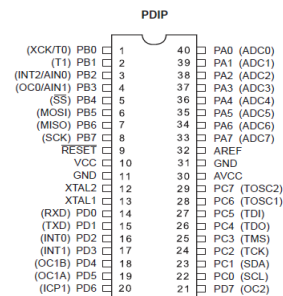 PDIP
(XCK/T0) PB0 1 40 PA0 (ADC0)
(T1) PB1 2 39 PA1 (ADC1)
(INT2/AIN0) PB2 3 38 PA2 (ADC2)
(OC0/AIN1) PB3 4 37 PA3 (ADC3)
(SS) PB4 5 36 PA4 (ADC4)
(MOSI) PB5 6 35 PA5 (ADC5)
(MISO) PB6 7 34 PA6 (ADC6)
(SCK) PB7 8 33 PA7 (ADC7)
RESET 9 32 AREF
VCC 10 31 GND
GND 11 30 AVCC
XTAL2 12 29 PC7 (TOSC2)
XTAL1 13 28 PC6 (TOSC1)
(RXD) PD0 14 27 PC5 (TDI)
(TXD) PD1 15 26 PC4 (TDO)
(INT0) PD2 16 25 PC3 (TMS)
(INT1) PD3 17 24 PC2 (TCK)
(OC1B) PD4 18 23 PC1 (SDA)
(OC1A) PD5 19 22 PC0 (SCL)
(ICP1) PD6 20 21 PD7 (OC2)